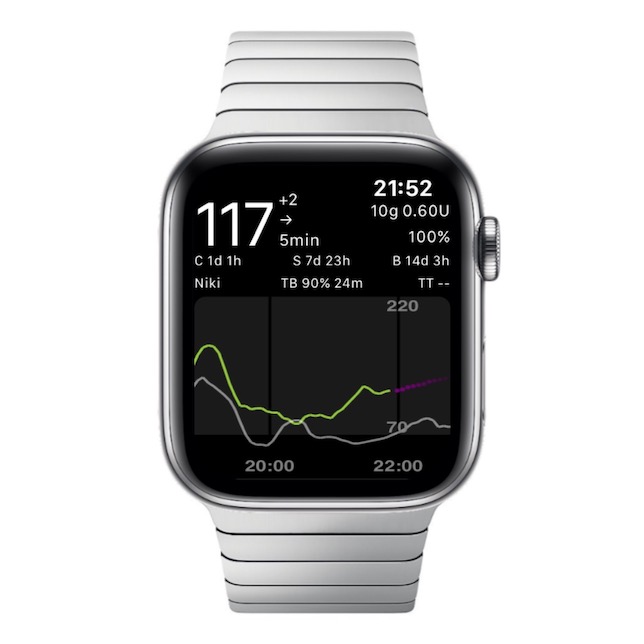 117 +2 → 5min
21:52
10g 0.60U
100%
C 1d 1h S 7d 23h B 14d 3h
Niki TB 90% 24m TT --
220
70
20:00 22:00